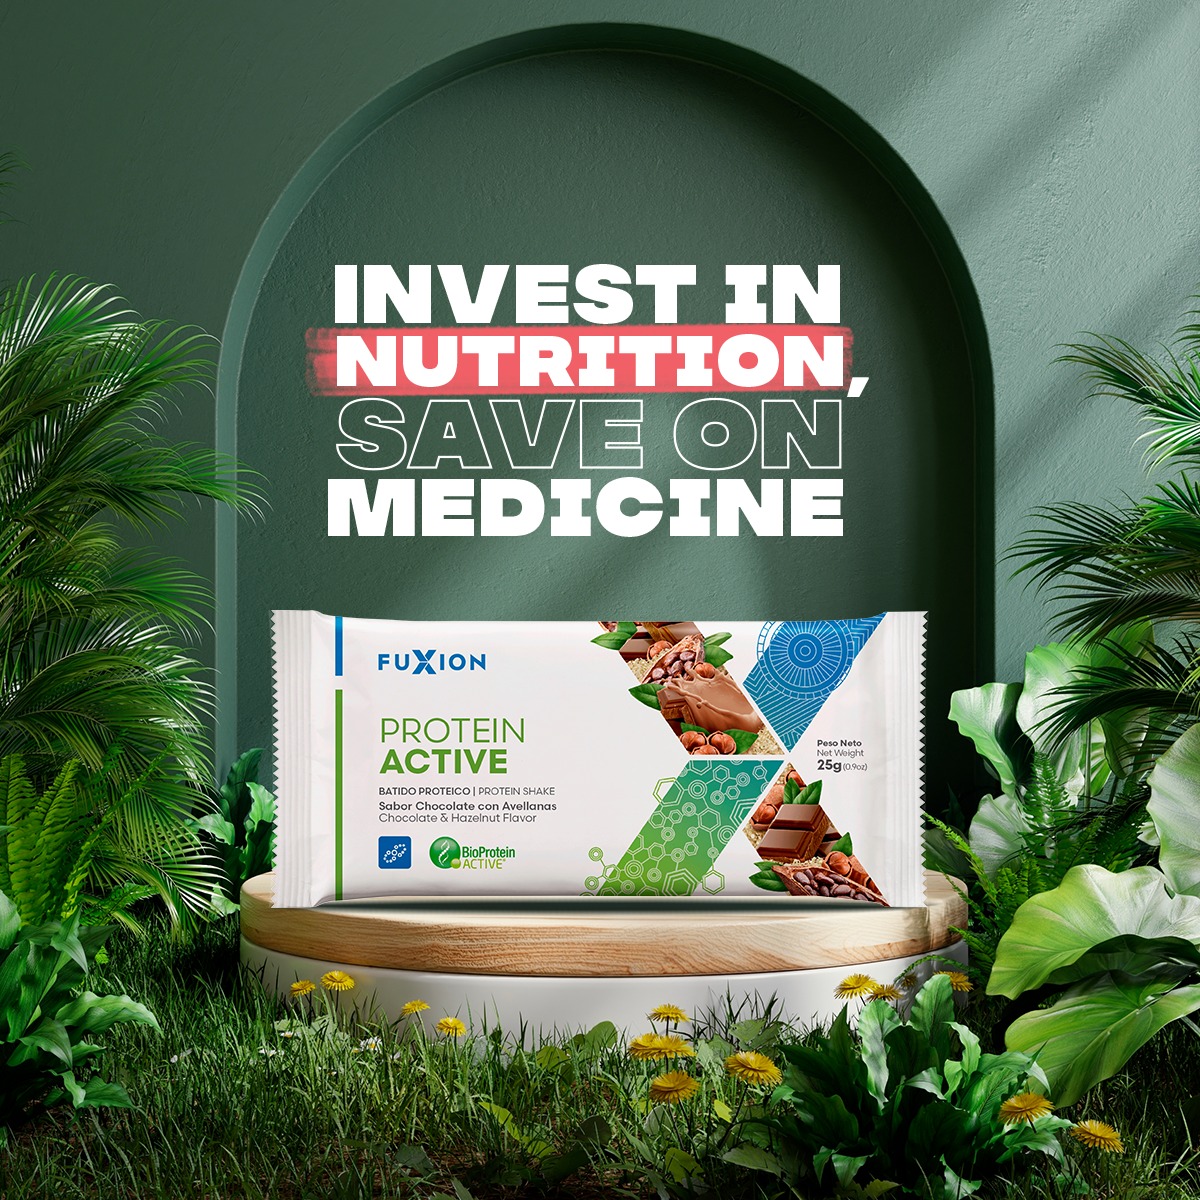 INVEST IN
NUTRITION,
SAVE ON
MEDICINE
FUXION
PROTEIN
ACTIVE
BATIDO PROTEICO | PROTEIN SHAKE
Sabor Chocolate con Avellanas
Chocolate & Hazelnut Flavor
BioProtein
ACTIVE
Peso Neto
Net Weight
25g (0.9oz)